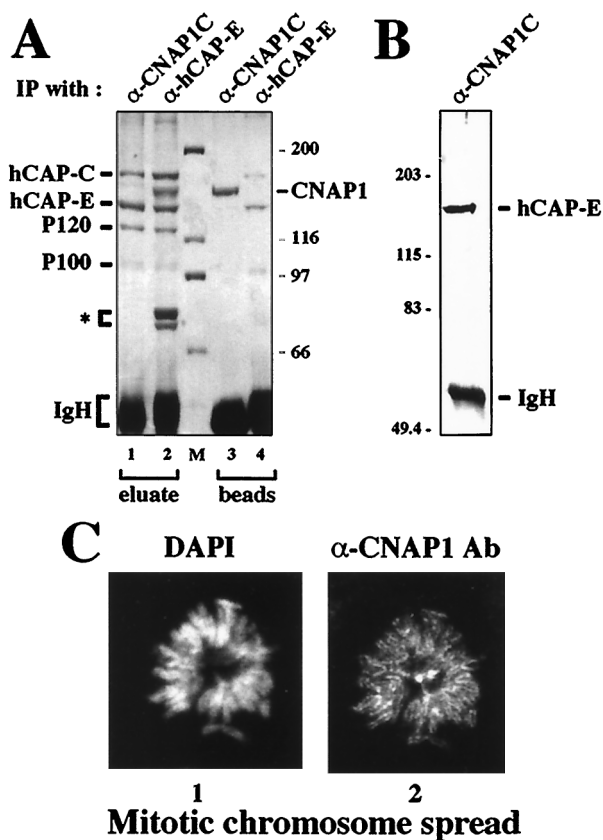 A
B
IP with :
α-CNAP1C
α-hCAP-E
α-CNAP1C
α-hCAP-E
α-CNAP1C
hCAP-C
hCAP-E
P120
P100
*
IgH
200
CNAP1
116
97
66
203 -
115 -
83 -
49.4 -
hCAP-E
IgH
1 2 M 3 4
eluate beads
C
DAPI α-CNAP1 Ab
1 2
Mitotic chromosome spread